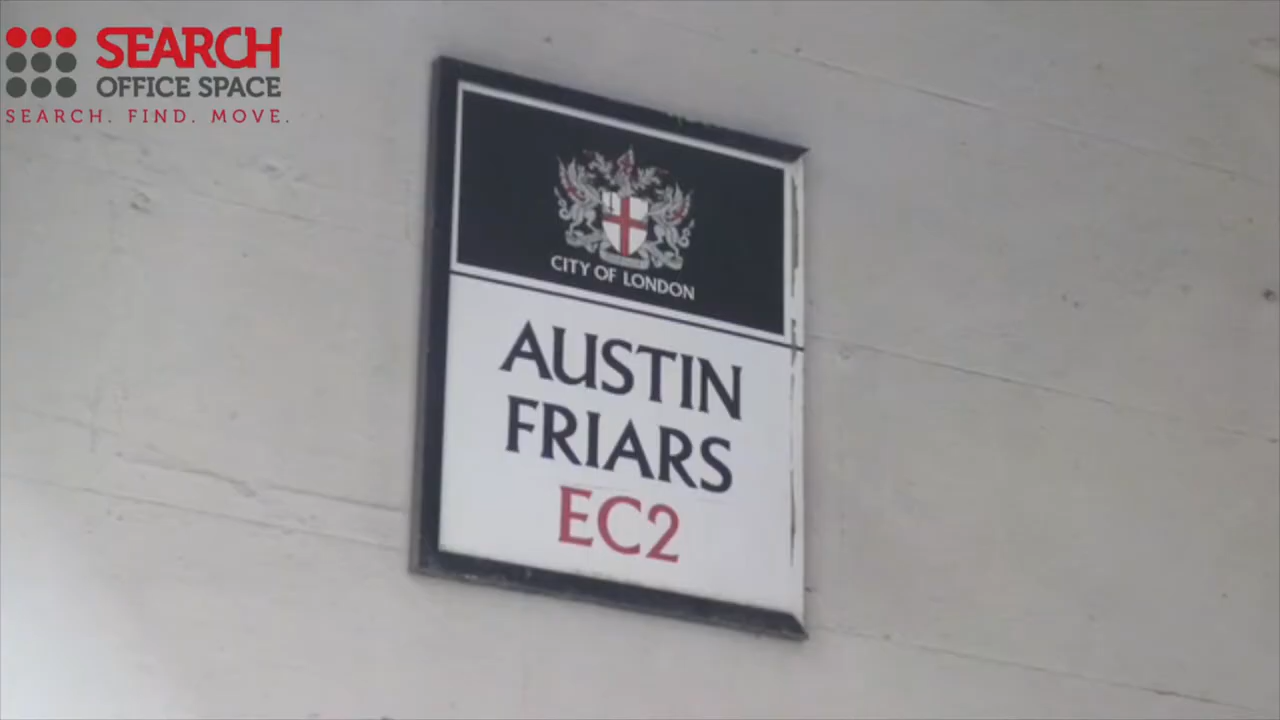 SEARCH
OFFICE SPACE
SEARCH. FIND. MOVE.
CITY OF LONDON
AUSTIN
FRIARS
EC2